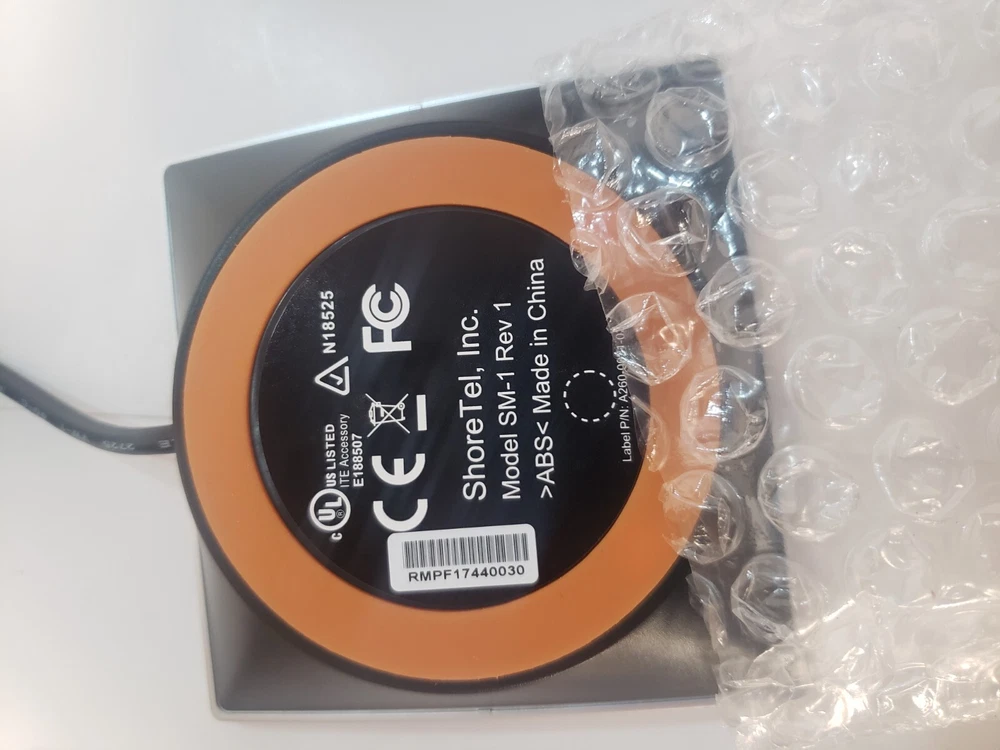 c UL® US LISTED
ITE Accessory
E188507
N18525
CE
FC
ShoreTel, Inc.
Model SM-1 Rev 1
>ABS< Made in China
Label P/N:
RMPF17440030